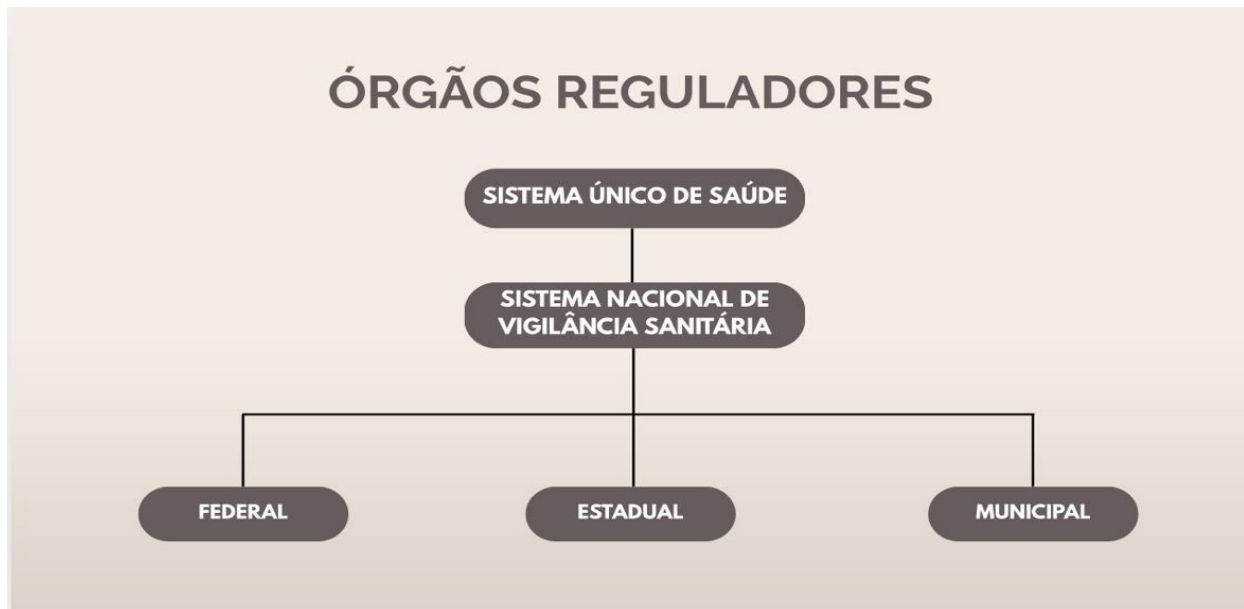 ÓRGÃOS REGULADORES
SISTEMA ÚNICO DE SAÚDE
SISTEMA NACIONAL DE
VIGILÂNCIA SANITÁRIA
FEDERAL
ESTADUAL
MUNICIPAL